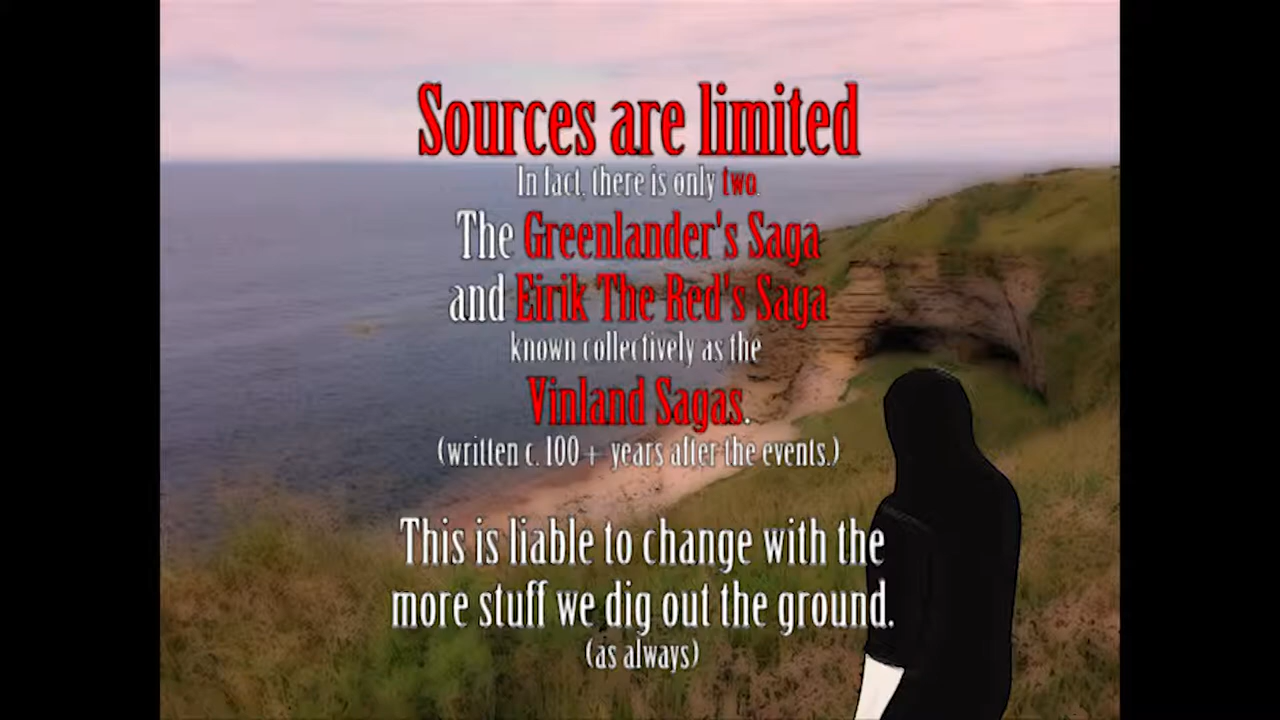 Sources are limited
In fact, there is only two.
The Greenlander's Saga
and Eirik The Red's Saga
known collectively as the
Vinland Sagas.
(written c. 100+ years after the events.)
This is liable to change with the
more stuff we dig out the ground.
(as always)